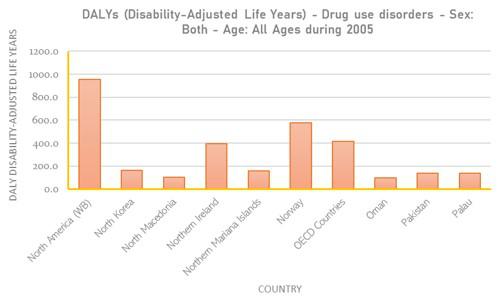 DALYs (Disability-Adjusted Life Years) - Drug use disorders - Sex:
Both - Age: All Ages during 2005
DALY DISABILITY-ADJUSTED LIFE YEARS
1200.0
1000.0
800.0
600.0
400.0
200.0
0.0
North America (WB)
North Korea
North Macedonia
Northern Ireland
Northern Mariana Islands
Norway
OECD Countries
Oman
Pakistan
Palau
COUNTRY